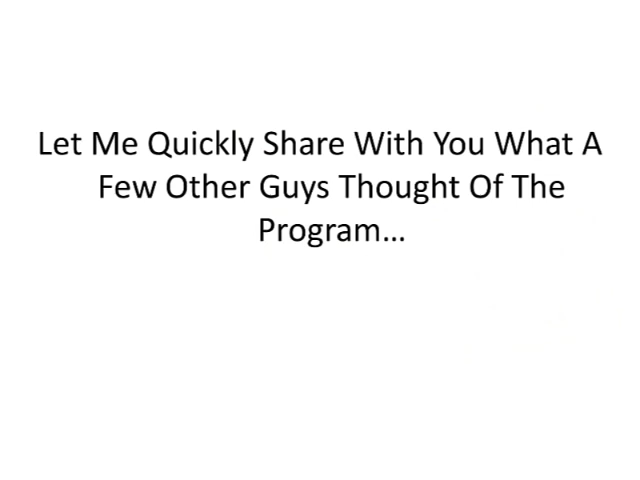 Let Me Quickly Share With You What A
Few Other Guys Thought Of The
Program...